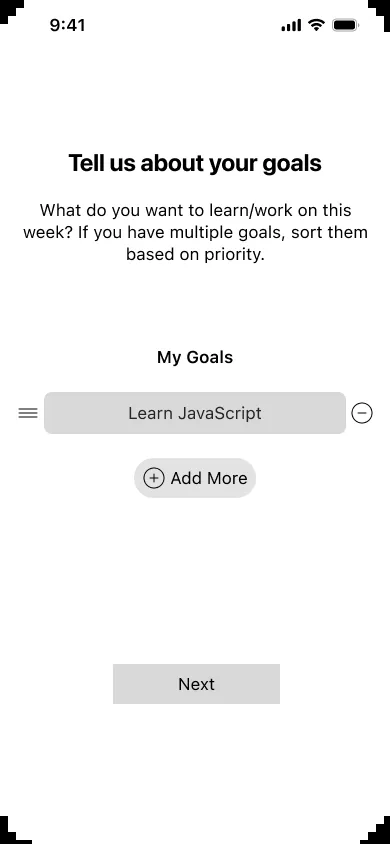 9:41
Tell us about your goals
What do you want to learn/work on this
week? If you have multiple goals, sort them
based on priority.
My Goals
Learn JavaScript
Add More
Next